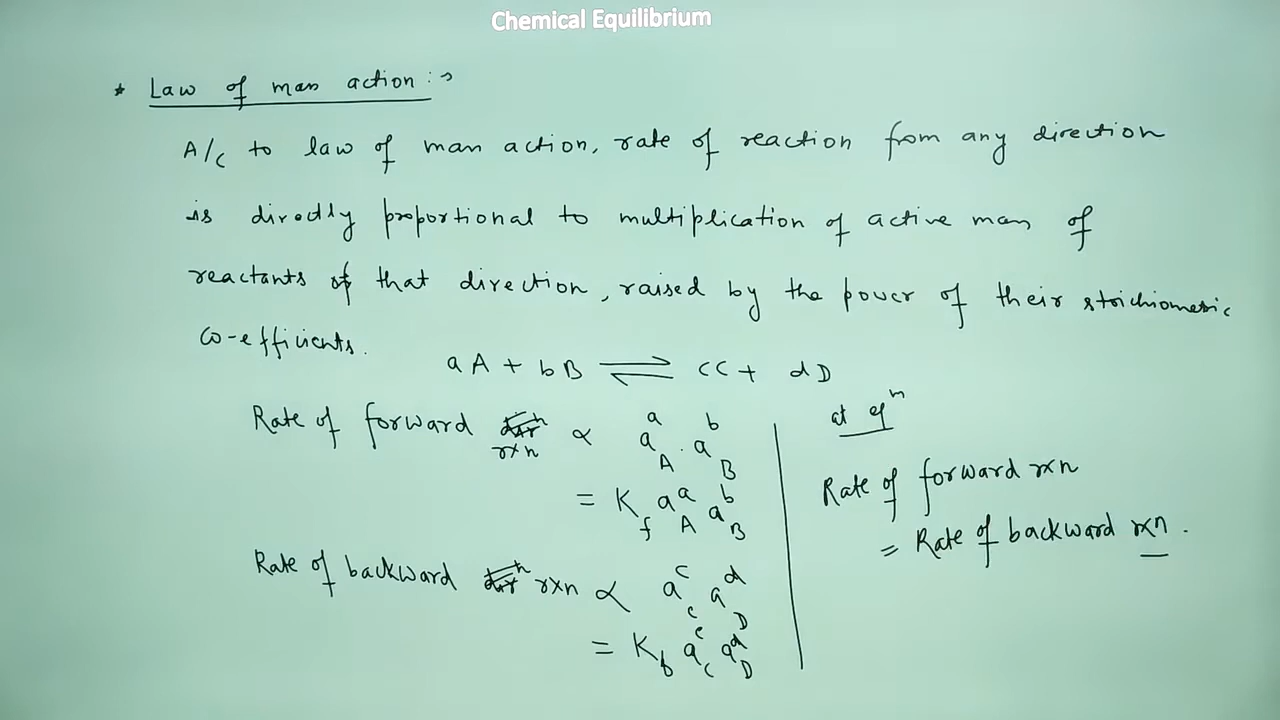 Chemical Equilibrium
* Law of mass action :→
A/c to law of mass action, rate of reaction from any direction
is directly proportional to multiplication of active mass of
reactants of that direction, raised by the power of their stoichiometric
co-efficients.
aA + bB ⇌ cC + dD
Rate of forward rxn ∝ a_A^a . a_B^b
= K_f a_A^a a_B^b
Rate of backward rxn ∝ a_C^c a_D^d
= K_b a_C^c a_D^d
at eq^m
Rate of forward rxn
= Rate of backward rxn.